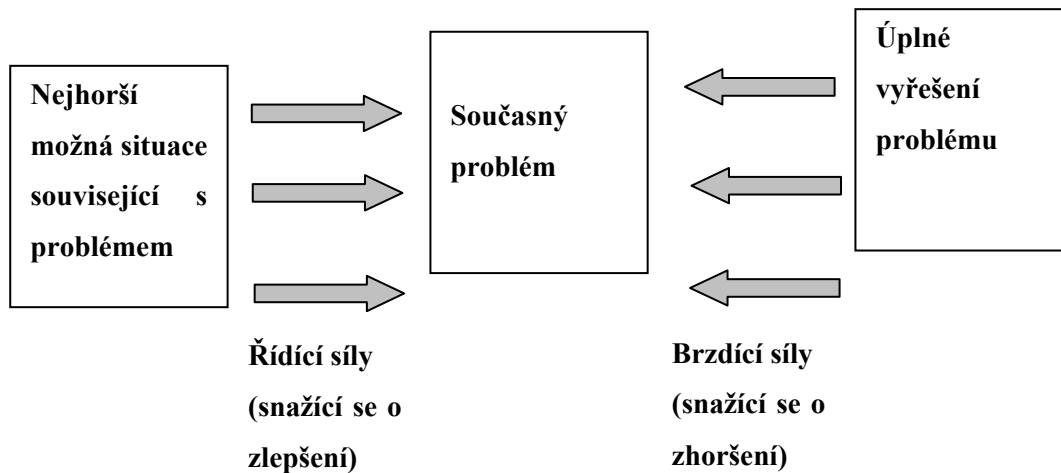 Nejhorší
možná situace
související s
problémem
Současný
problém
Úplné
vyřešení
problému
Řídící síly
(snažící se o
zlepšení)
Brzdící síly
(snažící se o
zhoršení)